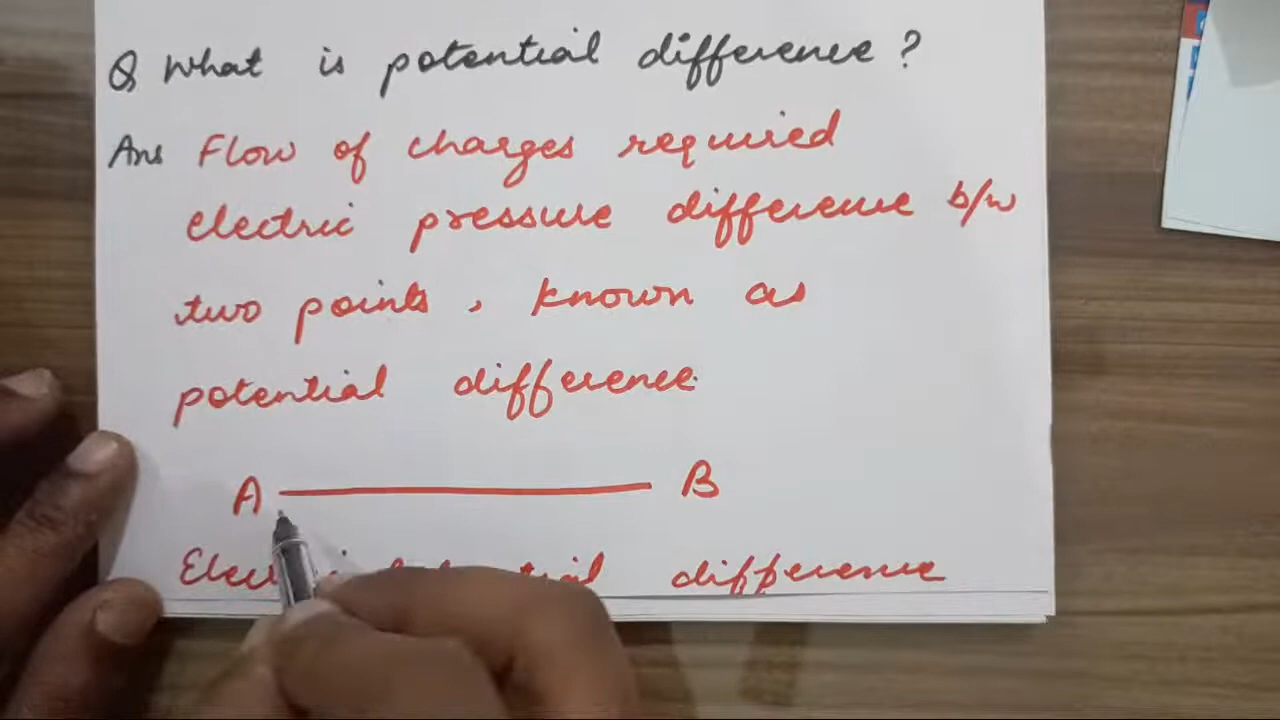 Q What is potential difference ?
Ans Flow of charges required
electric pressure difference b/w
two points , known as
potential difference.
A B
difference